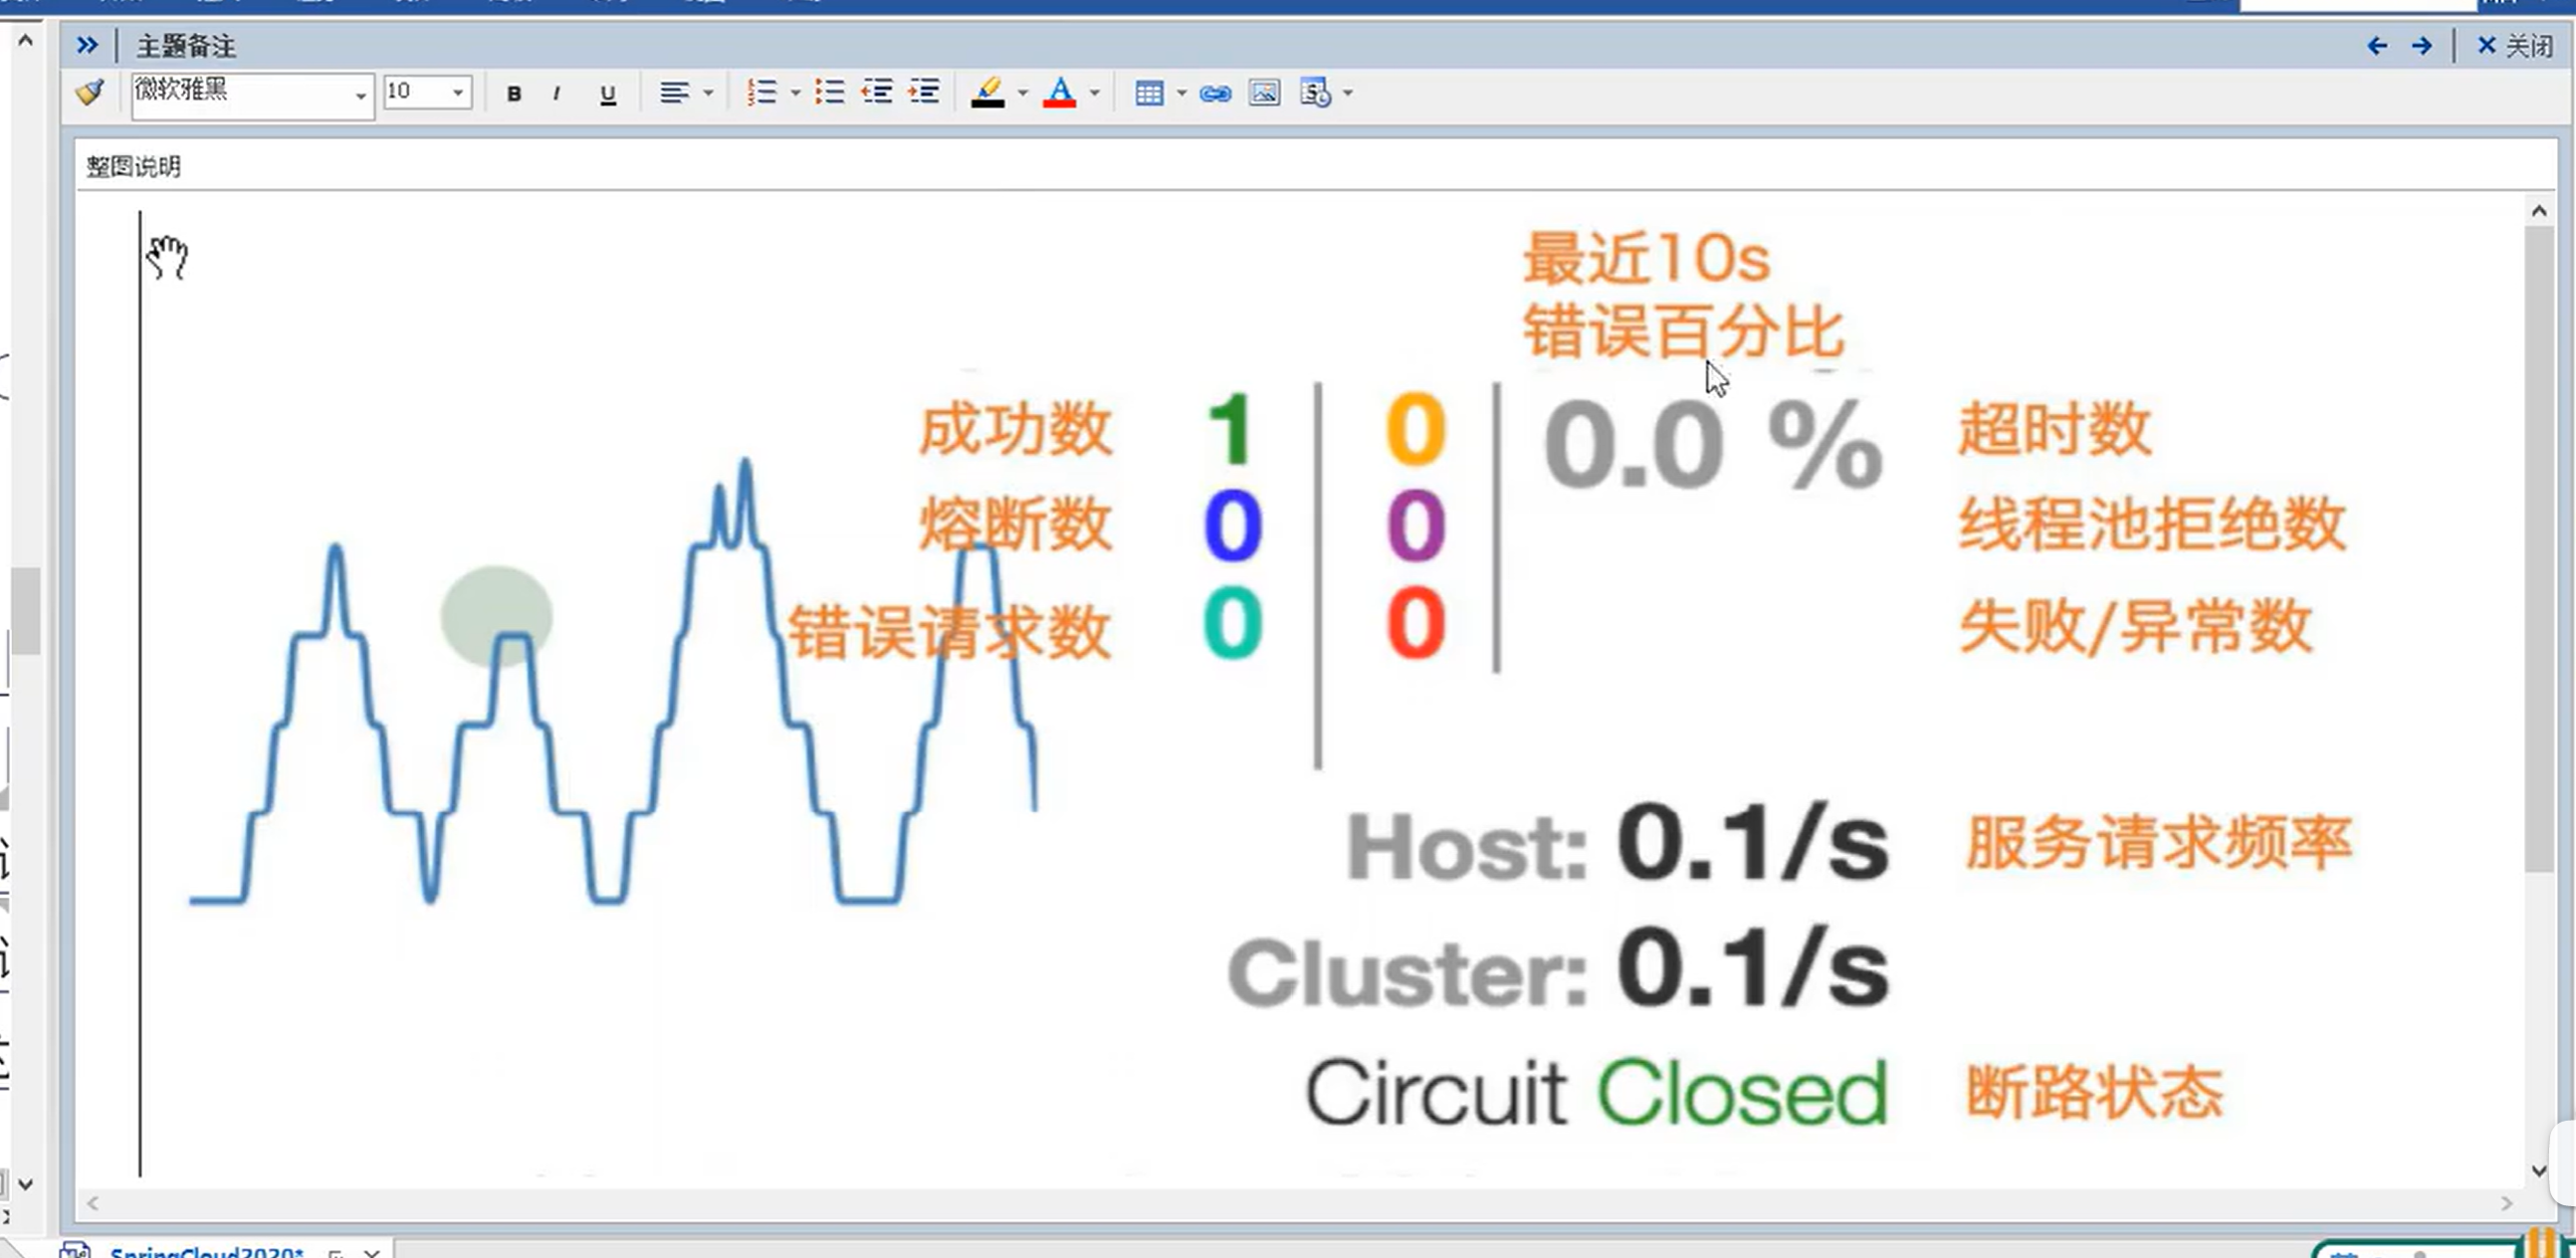 主题备注
关闭
微软雅黑
10
B I U
整图说明
最近10s
错误百分比
成功数 1 0 0.0 % 超时数
熔断数 0 0 线程池拒绝数
错误请求数 0 0 失败/异常数
Host: 0.1/s 服务请求频率
Cluster: 0.1/s
Circuit Closed 断路状态
SpringCloud2020*